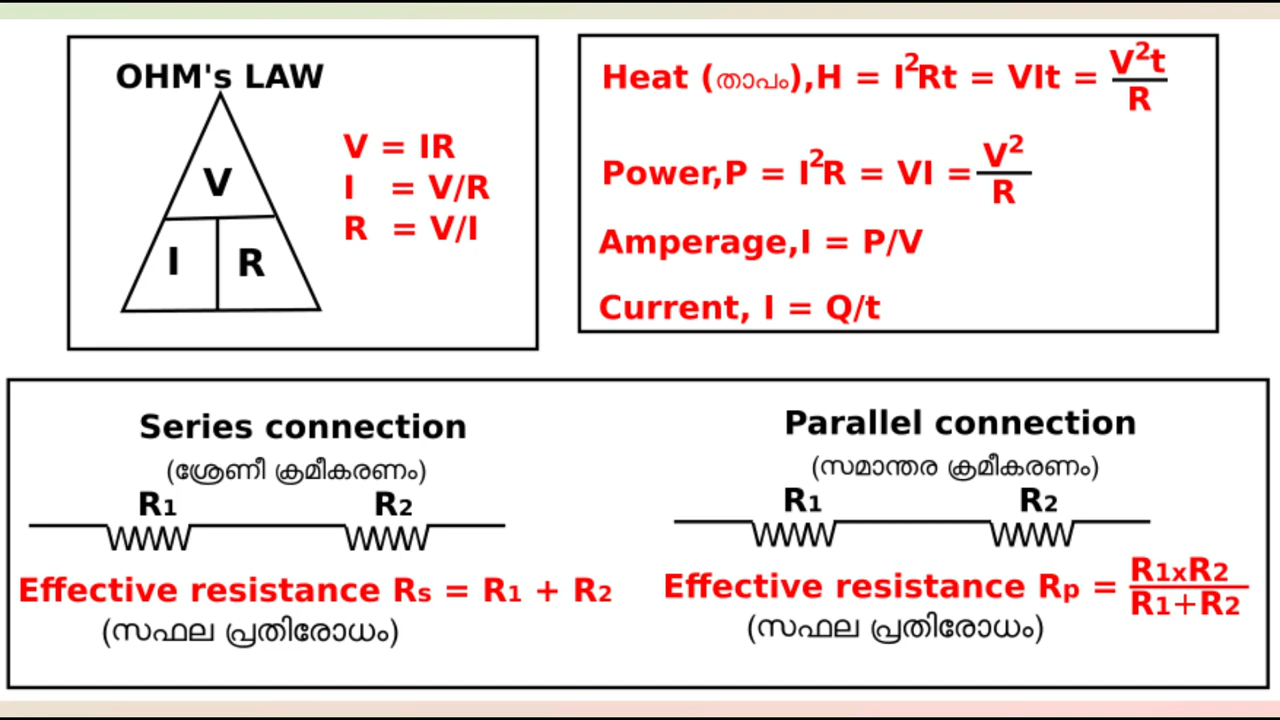 OHM's LAW
V
I R
V = IR
I = V/R
R = V/I
Heat (താപം),H = I²Rt = VIt = V²t/R
Power,P = I²R = VI = V²/R
Amperage,I = P/V
Current, I = Q/t
Series connection
(ശ്രേണീ ക്രമീകരണം)
R₁ R₂
Effective resistance Rs = R₁ + R₂
(സഫല പ്രതിരോധം)
Parallel connection
(സമാന്തര ക്രമീകരണം)
R₁ R₂
Effective resistance Rp = R₁xR₂/R₁+R₂
(സഫല പ്രതിരോധം)